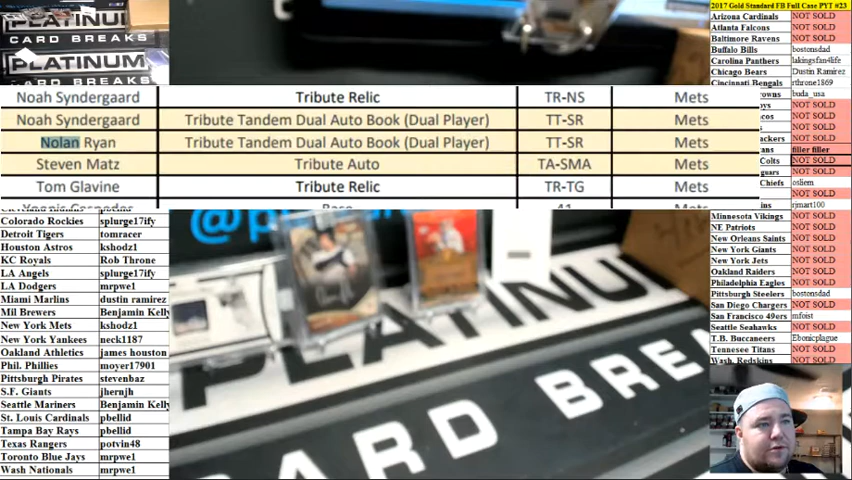 2017 Gold Standard FB Full Case PYT #23
Arizona Cardinals NOT SOLD
Atlanta Falcons NOT SOLD
Baltimore Ravens NOT SOLD
Buffalo Bills bostonsdad
Carolina Panthers lakingsfan4life
Chicago Bears Dustin Ramirez
Cincinnati Bengals rthrone1869
owns buda_usa
oys NOT SOLD
cos NOT SOLD
NOT SOLD
ackers NOT SOLD
ans filler filler
Colts NOT SOLD
guars NOT SOLD
Chiefs osliem
NOT SOLD
ins rjmart100
Minnesota Vikings NOT SOLD
NE Patriots NOT SOLD
New Orleans Saints NOT SOLD
New York Giants NOT SOLD
New York Jets NOT SOLD
Oakland Raiders NOT SOLD
Philadelphia Eagles NOT SOLD
Pittsburgh Steelers bostonsdad
San Diego Chargers NOT SOLD
San Francisco 49ers mfoist
Seattle Seahawks NOT SOLD
T.B. Buccaneers Ebonicplague
Tennesee Titans NOT SOLD
Wash. Redskins NOT SOLD
PLATINUM
CARD BREAKS
PLATINUM
CARD BREAKS
Noah Syndergaard Tribute Relic TR-NS Mets
Noah Syndergaard Tribute Tandem Dual Auto Book (Dual Player) TT-SR Mets
Nolan Ryan Tribute Tandem Dual Auto Book (Dual Player) TT-SR Mets
Steven Matz Tribute Auto TA-SMA Mets
Tom Glavine Tribute Relic TR-TG Mets
Colorado Rockies splurge17ify
Detroit Tigers tomracer
Houston Astros kshodz1
KC Royals Rob Throne
LA Angels splurge17ify
LA Dodgers mrpwe1
Miami Marlins dustin ramirez
Mil Brewers Benjamin Kelly
New York Mets kshodz1
New York Yankees neck1187
Oakland Athletics james houston
Phil. Phillies moyer17901
Pittsburgh Pirates stevenbaz
S.F. Giants jhernjh
Seattle Mariners Benjamin Kelly
St. Louis Cardinals pbellid
Tampa Bay Rays pbellid
Texas Rangers potvin48
Toronto Blue Jays mrpwe1
Wash Nationals mrpwe1
PLATINUM
ARD BREA